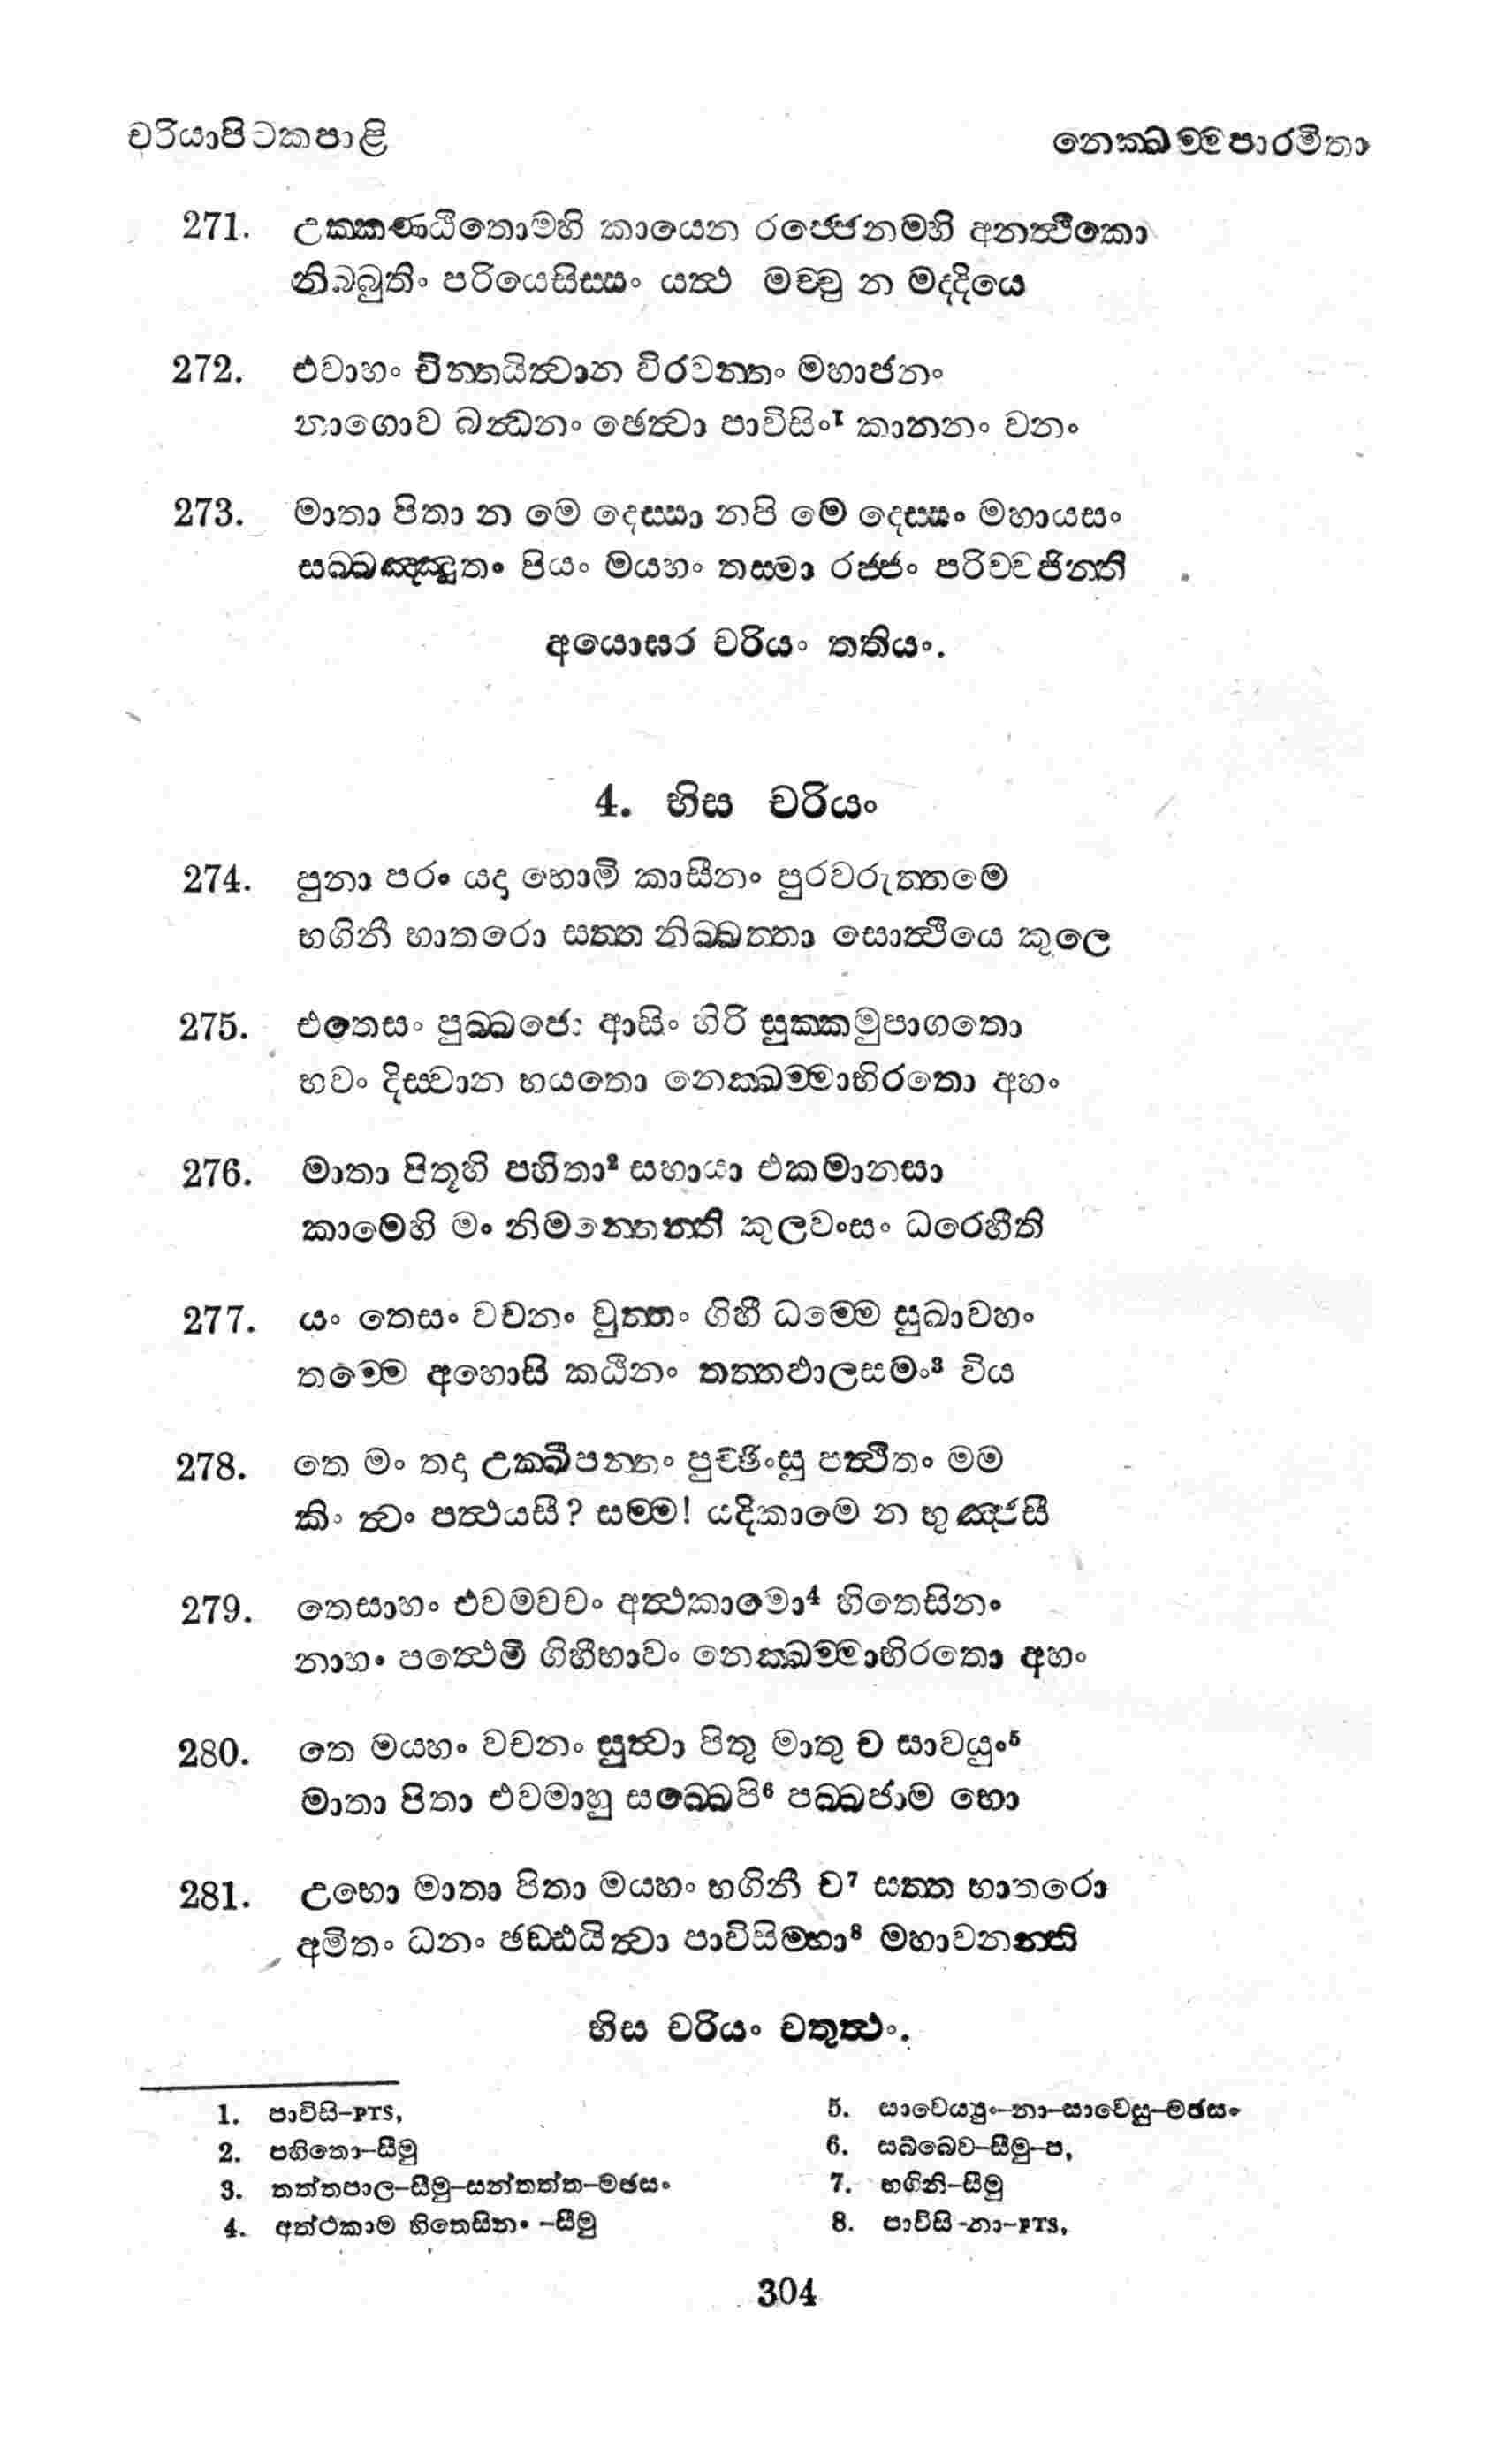 චරියාපිටකපාළි
නෙක්ඛම්මපාරමිතා
271. උක්කණ්ඨිතොම්හි කායෙන රජ්ජෙනම්හි අනත්ථිකො
නිබ්බුතිං පරියෙසිස්සං යත්ථ මච්චු න මද්දියෙ
272. එවාහං චින්තයිත්වාන විරවන්තං මහාජනං
නාගොව බන්ධනං ඡෙත්වා පාවිසිං¹ කානනං වනං
273. මාතා පිතා න මෙ දෙස්සා නපි මෙ දෙස්සං මහායසං
සබ්බඤ්ඤුතං පියං මය්හං තස්මා රජ්ජං පරිච්චජින්ති
අයොඝර චරියං තතියං.
4. භිස චරියං
274. පුනා පරං යදා හොමි කාසීනං පුරවරුත්තමෙ
භගිනී භාතරො සත්ත නිබ්බත්තා සොත්ථියෙ කුලෙ
275. එතෙසං පුබ්බජො ආසිං හිරි සුක්කමුපාගතො
භවං දිස්වාන භයතො නෙක්ඛම්මාභිරතො අහං
276. මාතා පිතූහි පහිතා² සහායා එකමානසා
කාමෙහි මං නිමන්තෙන්ති කුලවංසං ධරෙහීති
277. යං තෙසං වචනං වුත්තං ගිහී ධම්මෙ සුඛාවහං
තම්මෙ අහොසි කඨිනං තත්තඵාලසමං³ විය
278. තෙ මං තදා උක්ඛිපන්තං පුච්ඡිංසු පත්ථිතං මම
කිං ත්වං පත්ථයසී? සම්ම! යදිකාමෙ න භුඤ්ජසී
279. තෙසාහං එවමවචං අත්ථකාමො⁴ හිතෙසිනං
නාහං පත්ථෙමි ගිහීභාවං නෙක්ඛම්මාභිරතො අහං
280. තෙ මය්හං වචනං සුත්වා පිතු මාතු ච සාවයුං⁵
මාතා පිතා එවමාහු සබ්බෙපි⁶ පබ්බජාම භො
281. උභො මාතා පිතා මය්හං භගිනී ච⁷ සත්ත භාතරො
අමිතං ධනං ඡඩ්ඪයිත්වා පාවිසිම්හා⁸ මහාවනන්ති
භිස චරියං චතුත්ථං.
1. පාවිසි-PTS,
2. පහිතො-සීමු
3. තත්තපාල-සීමු-සන්තත්ත-මඡසං
4. අත්ථකාම හිතෙසිනං -සීමු
5. සාවෙය්‍යුං-නා-සාවෙසු-මඡසං
6. සබ්බෙව-සීමු-ප,
7. භගිනි-සීමු
8. පාවිසි-නා-PTS,
304